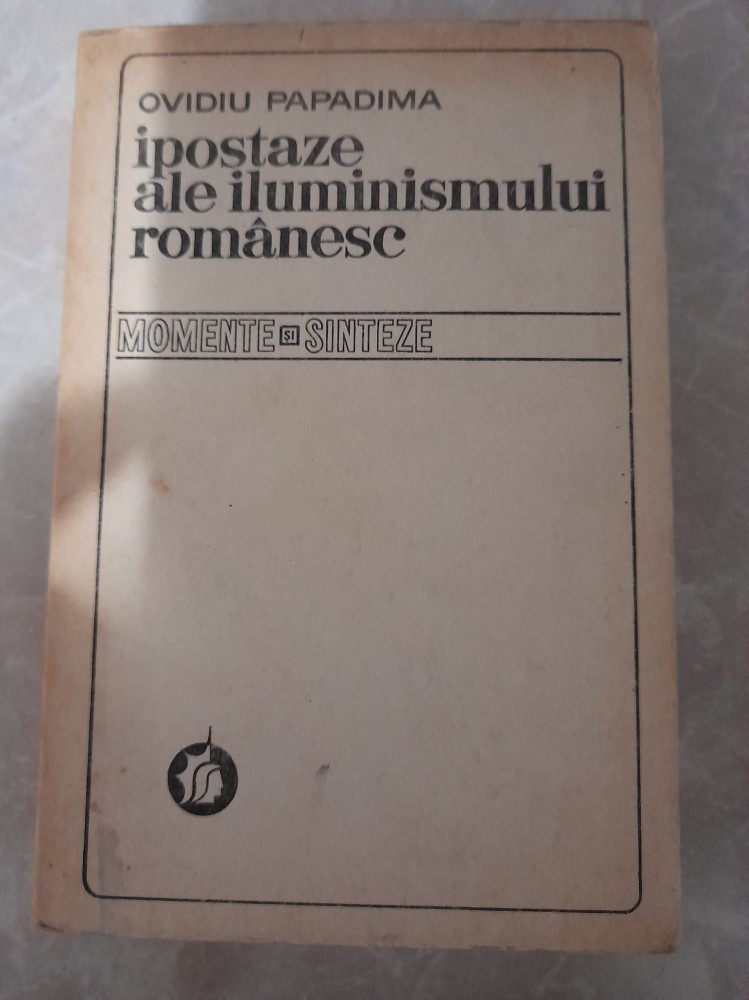 OVIDIU PAPADIMA
ipostaze
ale iluminismului
românesc
MOMENTE ȘI SINTEZE